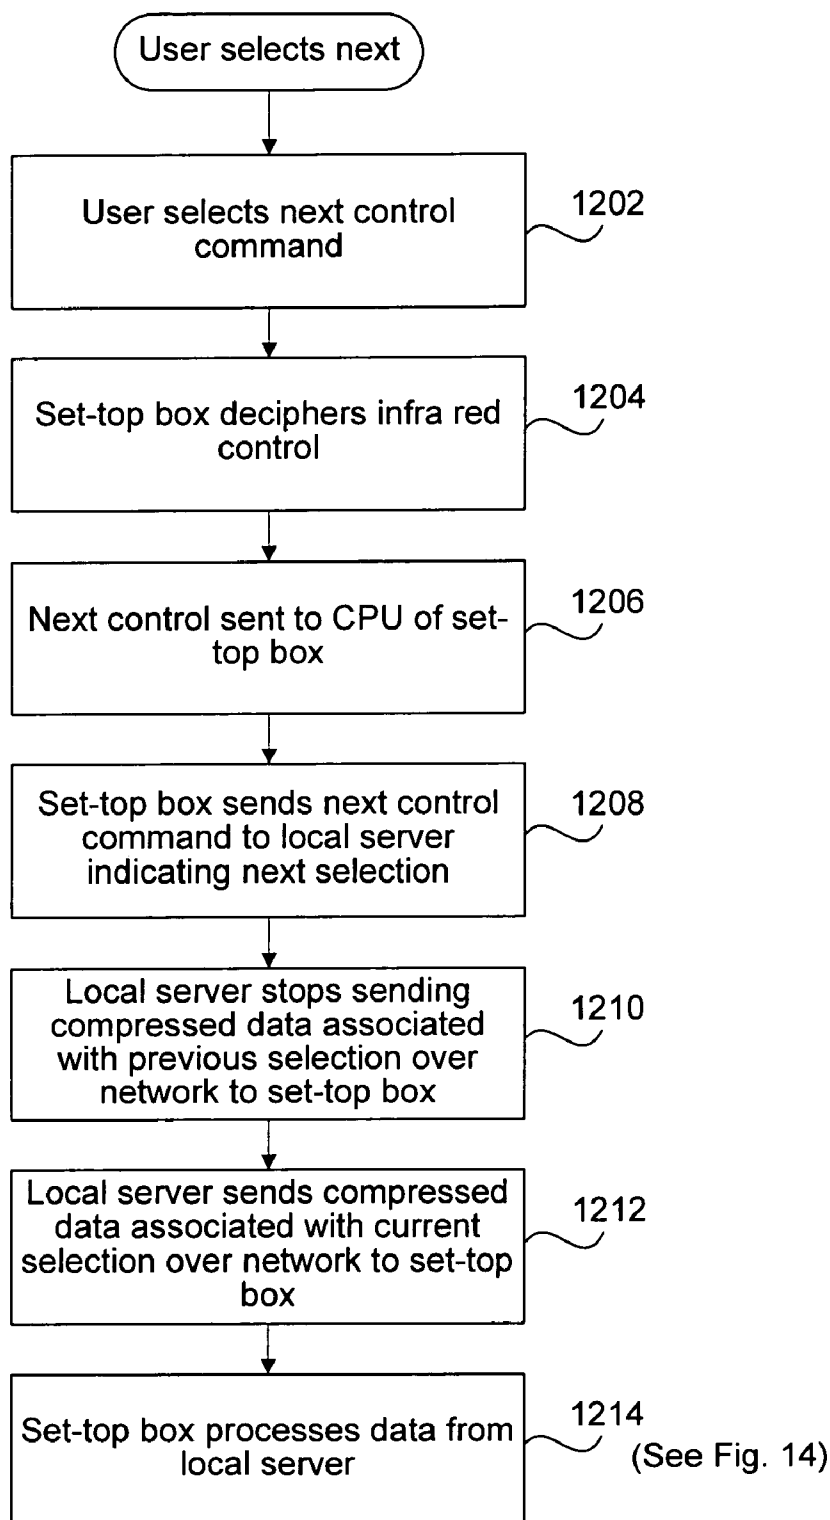 User selects next
User selects next control
command
1202
Set-top box deciphers infra red
control
1204
Next control sent to CPU of set-
top box
1206
Set-top box sends next control
command to local server
indicating next selection
1208
Local server stops sending
compressed data associated
with previous selection over
network to set-top box
1210
Local server sends compressed
data associated with current
selection over network to set-top
box
1212
Set-top box processes data from
local server
1214
(See Fig. 14)